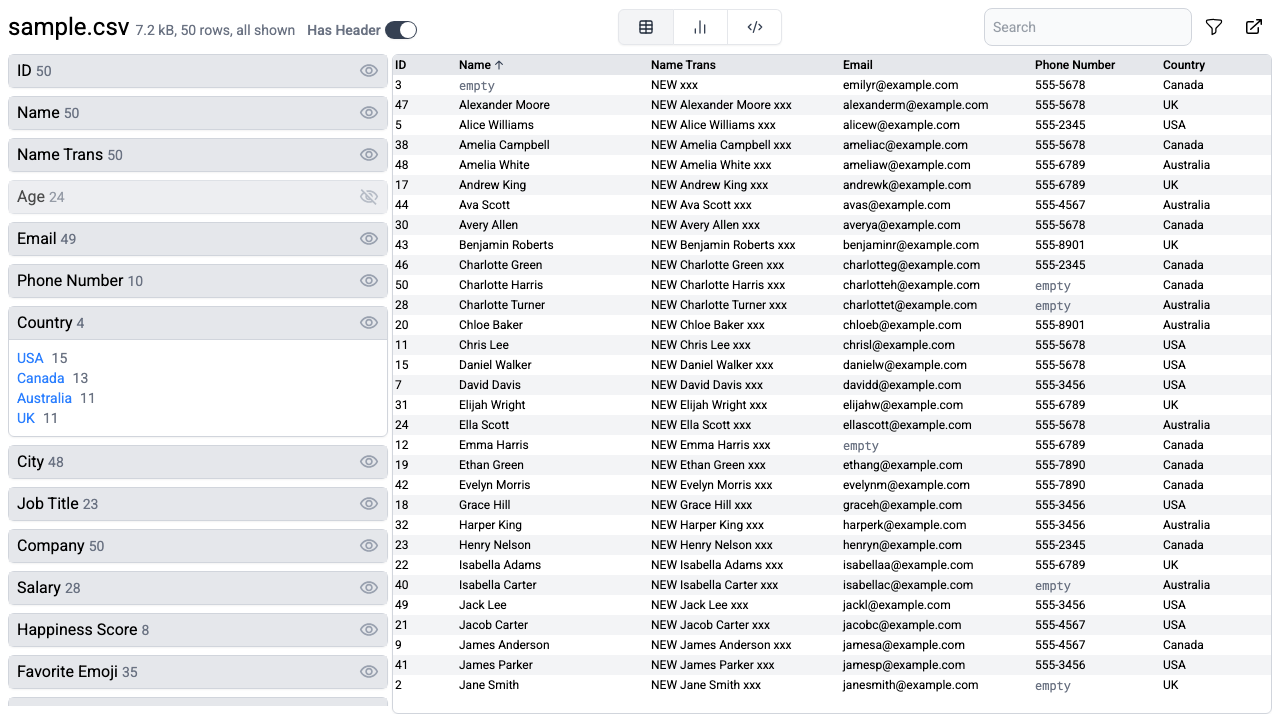 sample.csv 7.2 kB, 50 rows, all shown Has Header Search
ID 50
Name 50
Name Trans 50
Age 24
Email 49
Phone Number 10
Country 4
USA 15
Canada 13
Australia 11
UK 11
City 48
Job Title 23
Company 50
Salary 28
Happiness Score 8
Favorite Emoji 35
ID Name ↑ Name Trans Email Phone Number Country
3 empty NEW xxx emilyr@example.com 555-5678 Canada
47 Alexander Moore NEW Alexander Moore xxx alexanderm@example.com 555-5678 UK
5 Alice Williams NEW Alice Williams xxx alicew@example.com 555-2345 USA
38 Amelia Campbell NEW Amelia Campbell xxx ameliac@example.com 555-5678 Canada
48 Amelia White NEW Amelia White xxx ameliaw@example.com 555-6789 Australia
17 Andrew King NEW Andrew King xxx andrewk@example.com 555-6789 UK
44 Ava Scott NEW Ava Scott xxx avas@example.com 555-4567 Australia
30 Avery Allen NEW Avery Allen xxx averya@example.com 555-5678 Canada
43 Benjamin Roberts NEW Benjamin Roberts xxx benjaminr@example.com 555-8901 UK
46 Charlotte Green NEW Charlotte Green xxx charlotteg@example.com 555-2345 Canada
50 Charlotte Harris NEW Charlotte Harris xxx charlotteh@example.com empty Canada
28 Charlotte Turner NEW Charlotte Turner xxx charlottet@example.com empty Australia
20 Chloe Baker NEW Chloe Baker xxx chloeb@example.com 555-8901 Australia
11 Chris Lee NEW Chris Lee xxx chrisl@example.com 555-5678 USA
15 Daniel Walker NEW Daniel Walker xxx danielw@example.com 555-5678 USA
7 David Davis NEW David Davis xxx davidd@example.com 555-3456 USA
31 Elijah Wright NEW Elijah Wright xxx elijahw@example.com 555-6789 UK
24 Ella Scott NEW Ella Scott xxx ellascott@example.com 555-5678 Australia
12 Emma Harris NEW Emma Harris xxx empty 555-6789 Canada
19 Ethan Green NEW Ethan Green xxx ethang@example.com 555-7890 Canada
42 Evelyn Morris NEW Evelyn Morris xxx evelynm@example.com 555-7890 Canada
18 Grace Hill NEW Grace Hill xxx graceh@example.com 555-3456 USA
32 Harper King NEW Harper King xxx harperk@example.com 555-3456 Australia
23 Henry Nelson NEW Henry Nelson xxx henryn@example.com 555-2345 Canada
22 Isabella Adams NEW Isabella Adams xxx isabellaa@example.com 555-6789 UK
40 Isabella Carter NEW Isabella Carter xxx isabellac@example.com empty Australia
49 Jack Lee NEW Jack Lee xxx jackl@example.com 555-3456 USA
21 Jacob Carter NEW Jacob Carter xxx jacobc@example.com 555-4567 USA
9 James Anderson NEW James Anderson xxx jamesa@example.com 555-4567 Canada
41 James Parker NEW James Parker xxx jamesp@example.com 555-3456 USA
2 Jane Smith NEW Jane Smith xxx janesmith@example.com empty UK